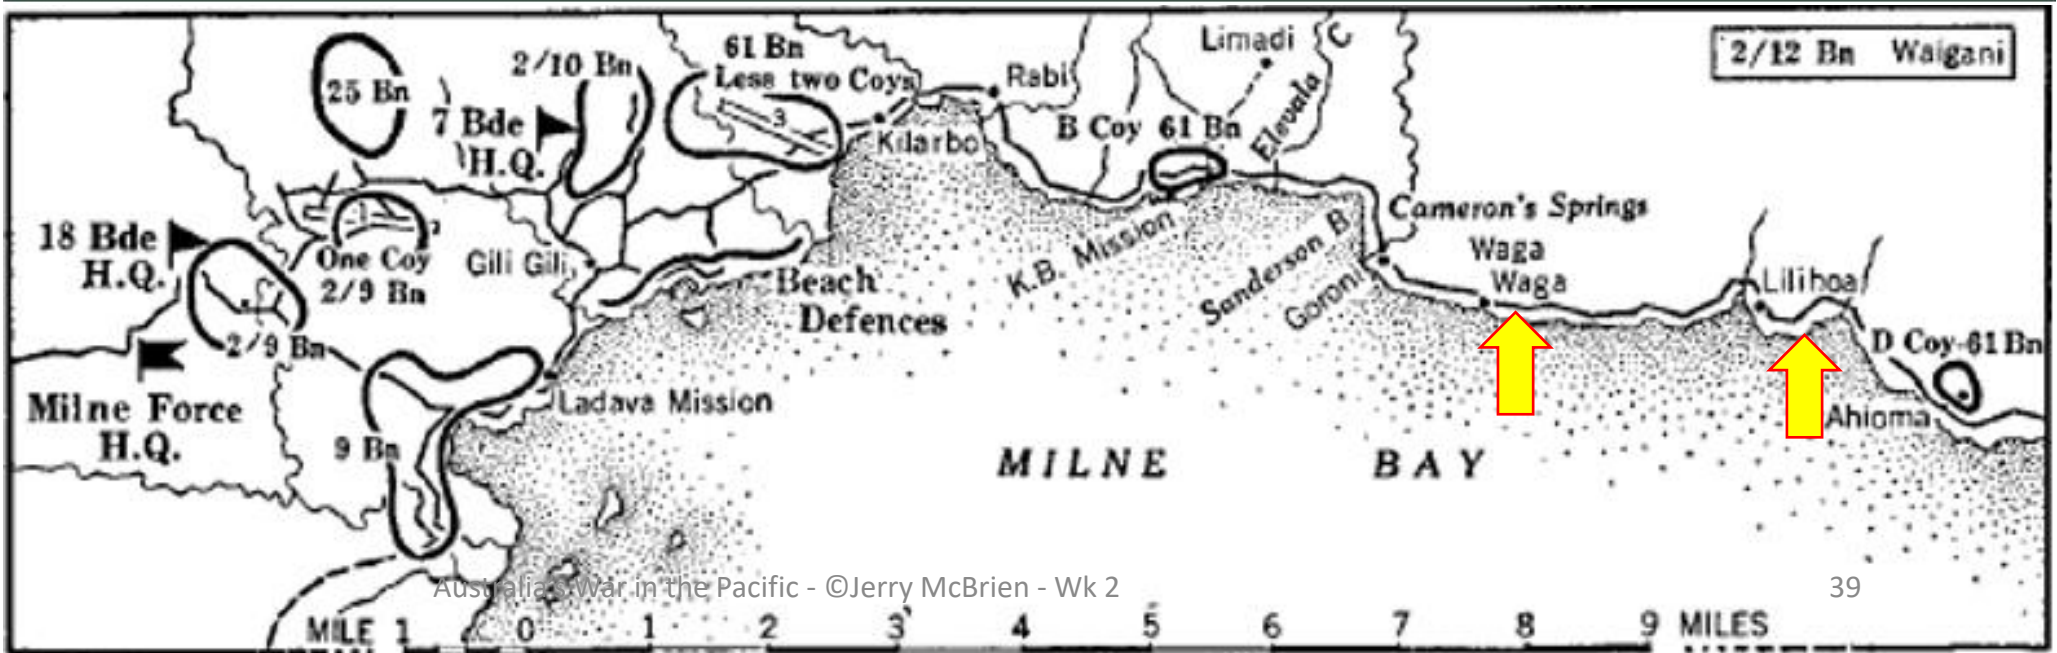 61 Bn
Less two Coys
2/10 Bn
25 Bn
7 Bde
H.Q.
3
Kilarbo
Rabi
Limadi
C
Elevala
B Coy 61 Bn
2/12 Bn Waigani
18 Bde
H.Q.
1
2
One Coy
2/9 Bn
Gili Gili
Beach
Defences
K.B. Mission
Sanderson B
Goroni
Cameron's Springs
Waga
Waga
Lilihoa
D Coy-61 Bn
Ahioma
2/9 Bn
Milne Force
H.Q.
9 Bn
Ladava Mission
MILNE BAY
Australia's War in the Pacific - ©Jerry McBrien - Wk 2
39
MILE 1 0 1 2 3 4 5 6 7 8 9 MILES